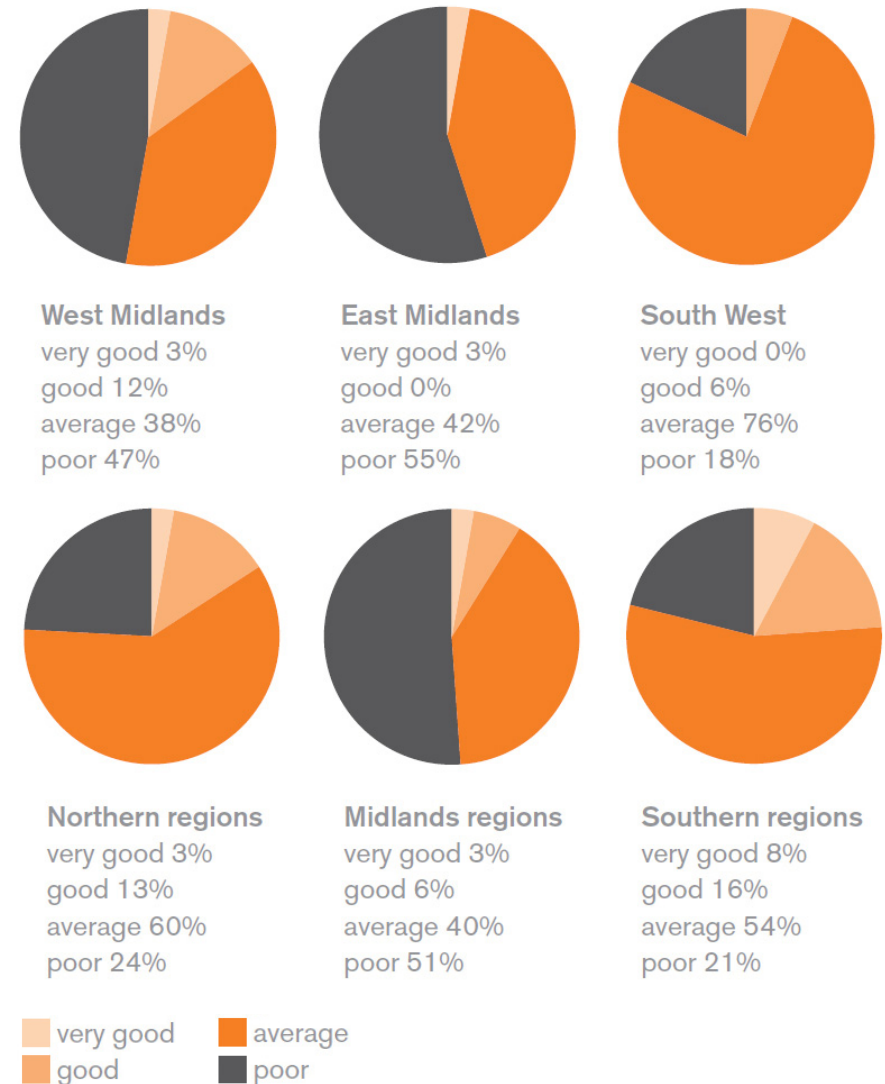 West Midlands
very good 3%
good 12%
average 38%
poor 47%
East Midlands
very good 3%
good 0%
average 42%
poor 55%
South West
very good 0%
good 6%
average 76%
poor 18%
Northern regions
very good 3%
good 13%
average 60%
poor 24%
Midlands regions
very good 3%
good 6%
average 40%
poor 51%
Southern regions
very good 8%
good 16%
average 54%
poor 21%
very good
good
average
poor